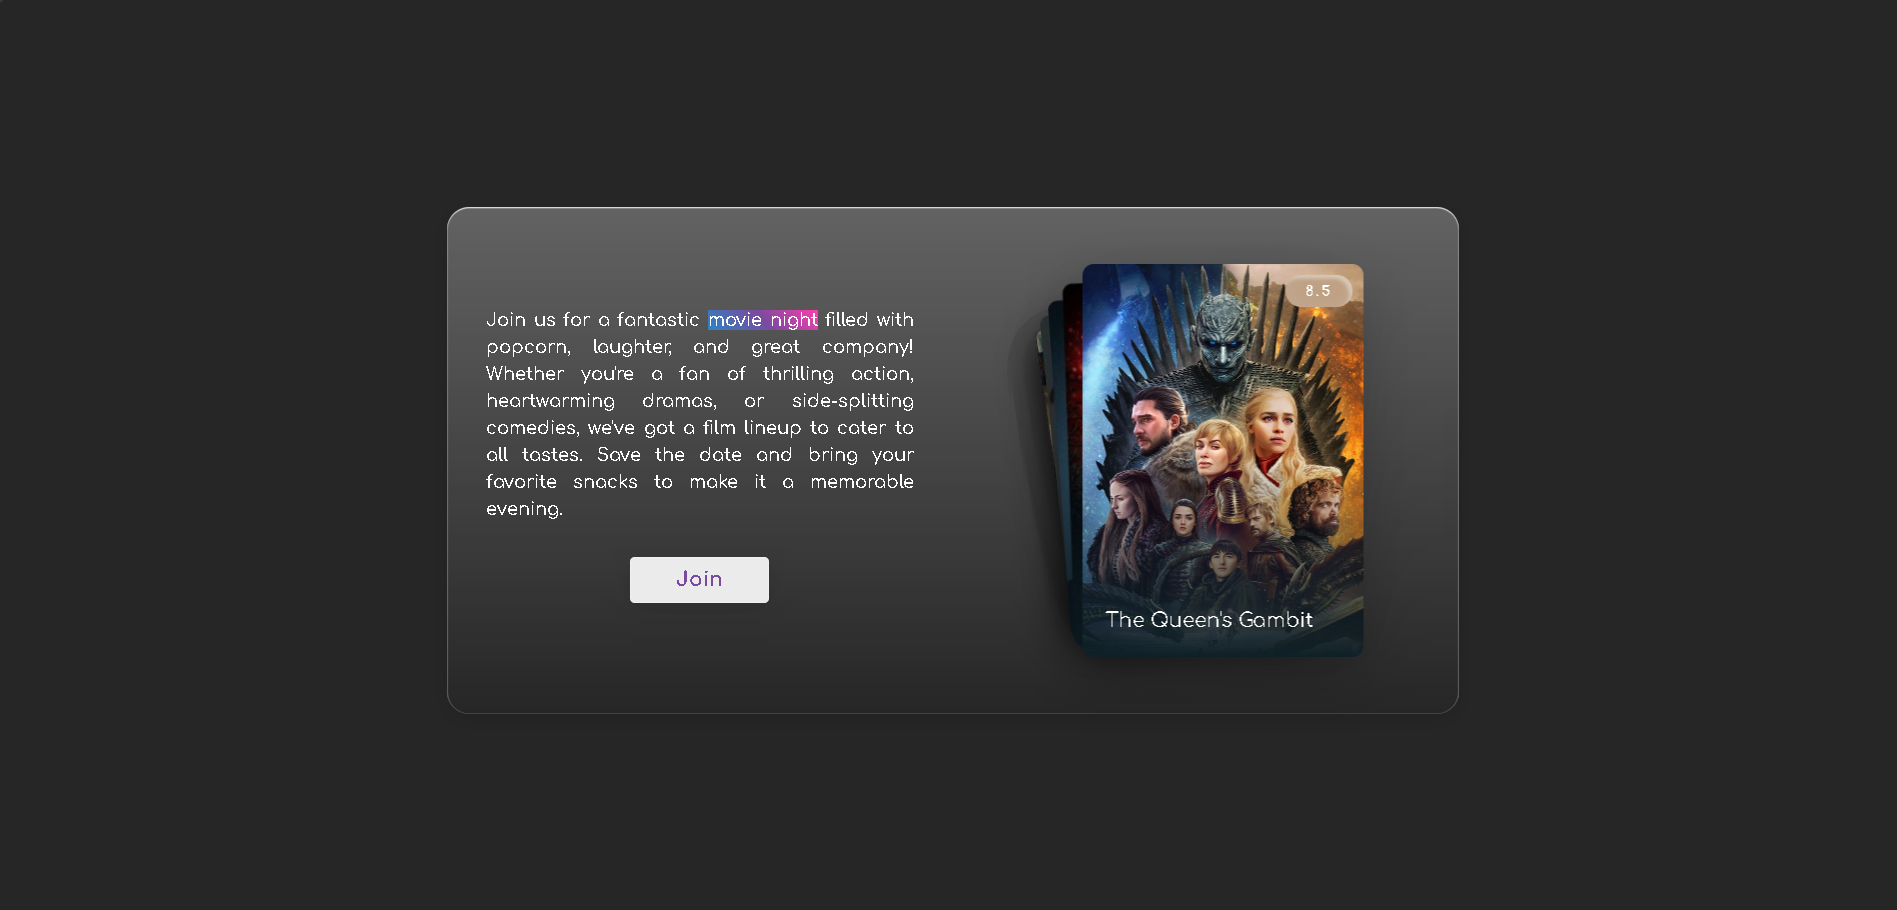 Join us for a fantastic movie night filled with
popcorn, laughter, and great company!
Whether you're a fan of thrilling action,
heartwarming dramas, or side-splitting
comedies, we've got a film lineup to cater to
all tastes. Save the date and bring your
favorite snacks to make it a memorable
evening.
Join
8.5
The Queen's Gambit